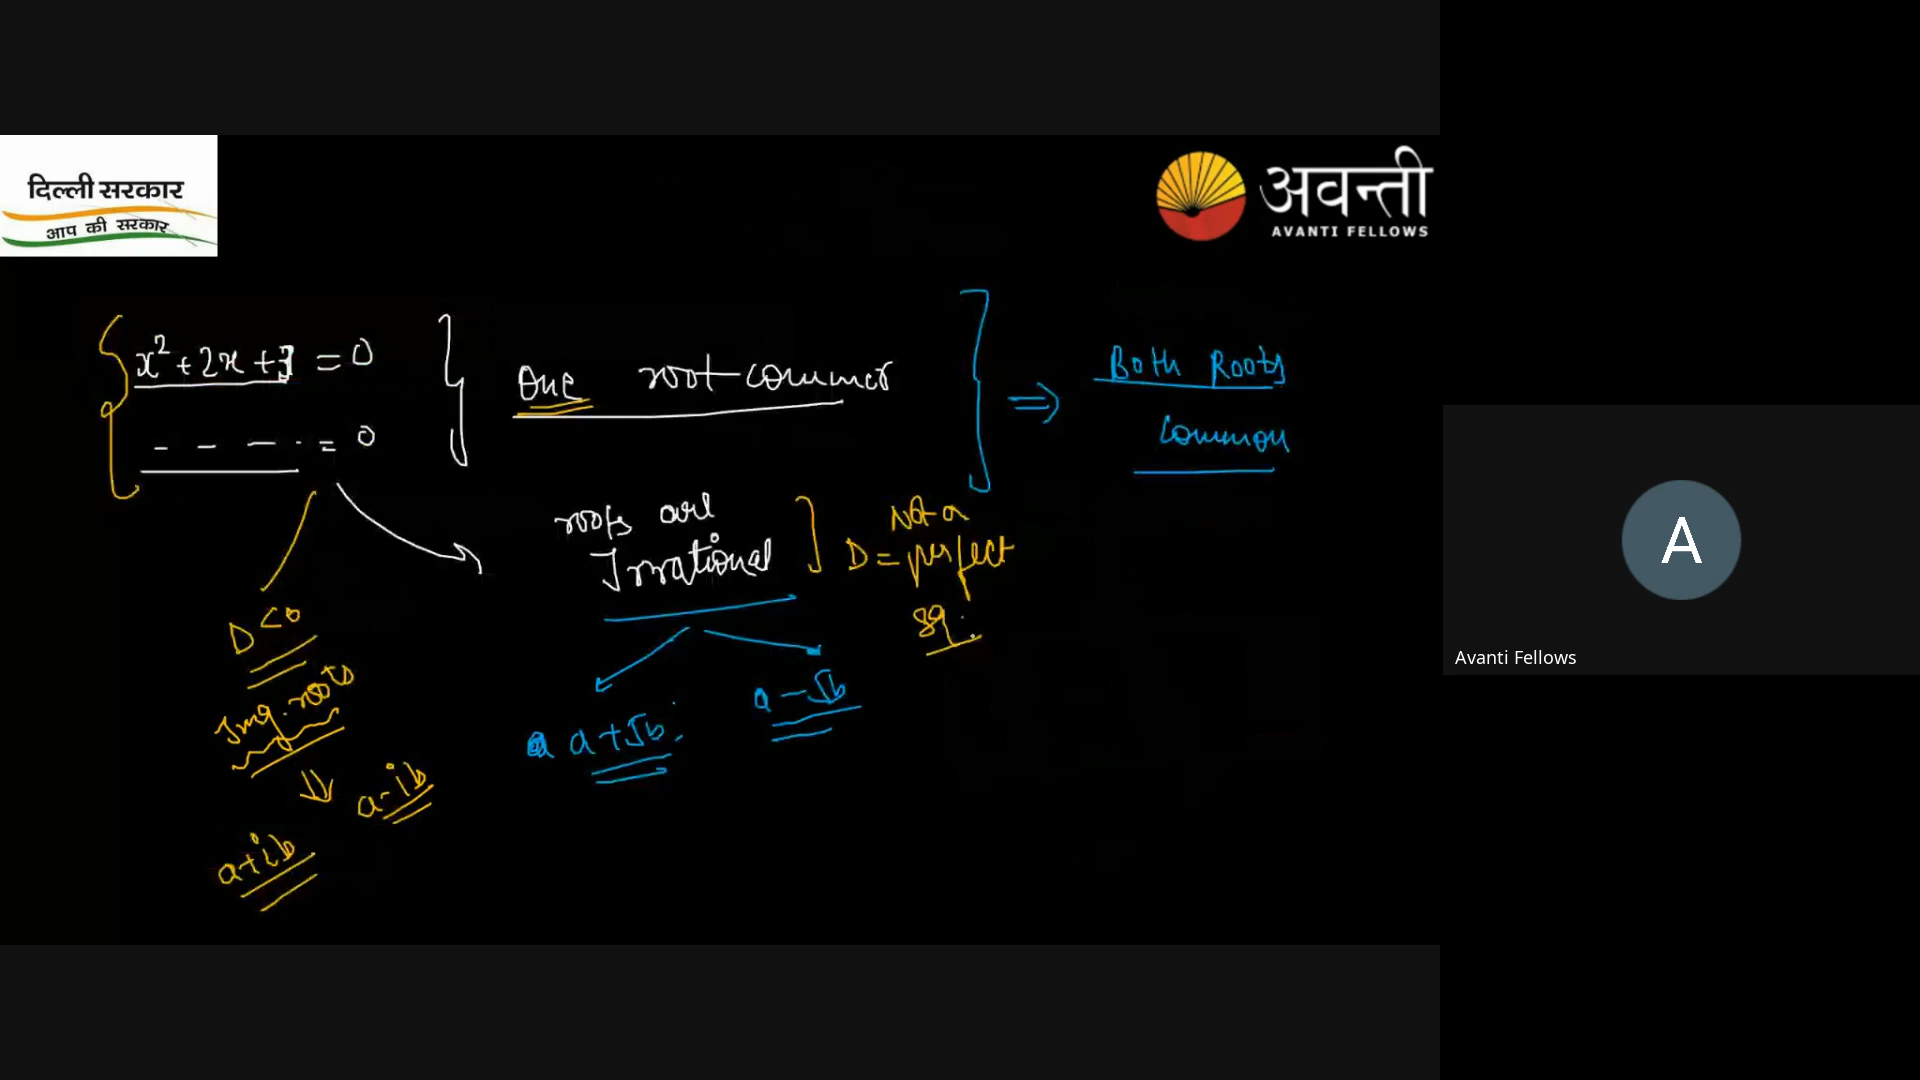 दिल्ली सरकार
आप की सरकार
अवन्ती
AVANTI FELLOWS
x² + 2x + 3 = 0
- - - . = 0
One root common
⇒ Both Roots
Common
roots are
Irrational
D = Not a
perfect
sq.
D < 0
Img. roots
⇓
a + ib
a - ib
a + √b ;
a - √b
A
Avanti Fellows